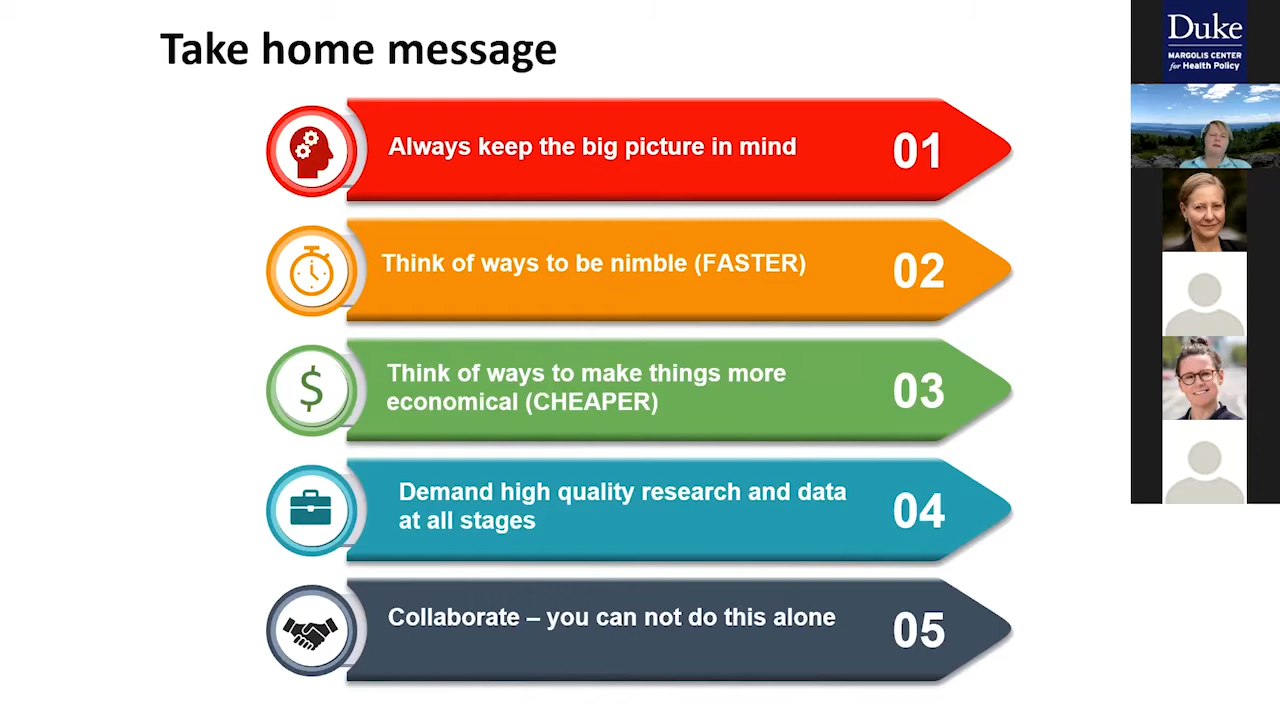 Take home message
Always keep the big picture in mind
01
Think of ways to be nimble (FASTER)
02
Think of ways to make things more
economical (CHEAPER)
03
Demand high quality research and data
at all stages
04
Collaborate – you can not do this alone
05
Duke
MARGOLIS CENTER
for Health Policy
$